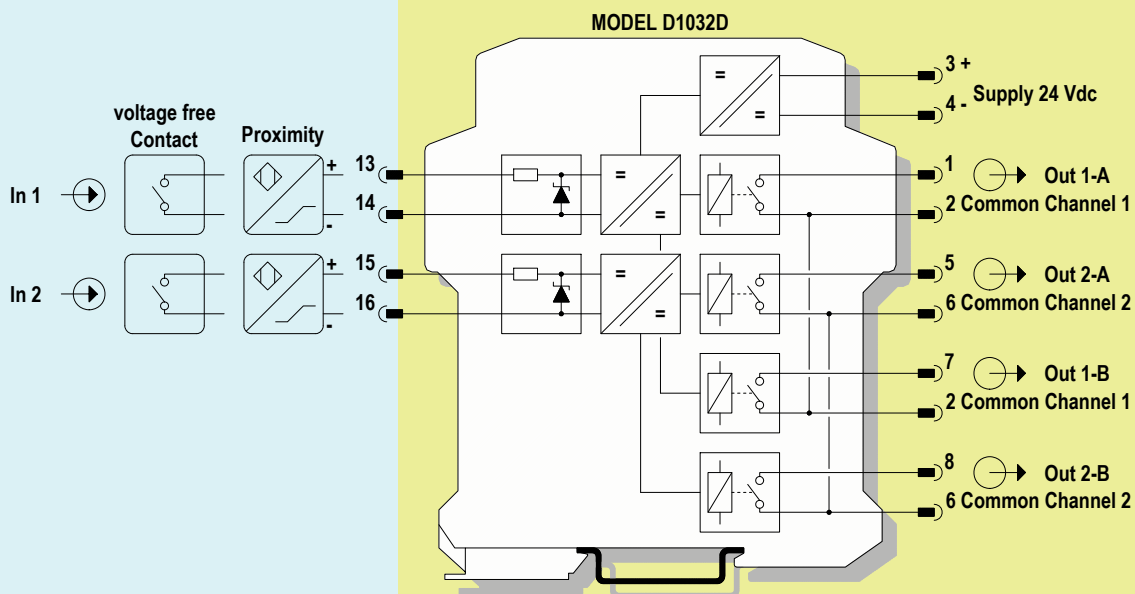 MODEL D1032D
3 +
4 - Supply 24 Vdc
voltage free
Contact
Proximity
In 1
+ 13
14
-
1 Out 1-A
2 Common Channel 1
In 2
+ 15
16
-
5 Out 2-A
6 Common Channel 2
7 Out 1-B
2 Common Channel 1
8 Out 2-B
6 Common Channel 2
= =
= =
= =